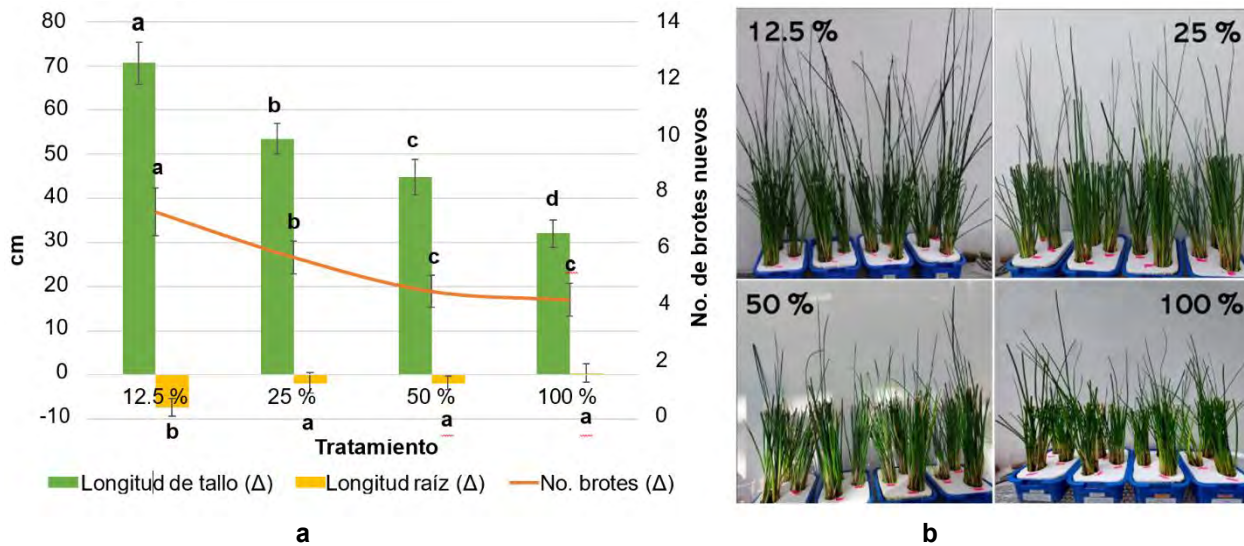 80
70
60
50
40
30
20
10
0
-10
cm
a
b
c
d
a
b
c
c
b
a
a
a
12.5 %
25 %
50 %
100 %
Tratamiento
14
12
10
8
6
4
2
0
No. de brotes nuevos
Longitud de tallo (Δ)
Longitud raíz (Δ)
No. brotes (Δ)
a
12.5 %
25 %
50 %
100 %
b